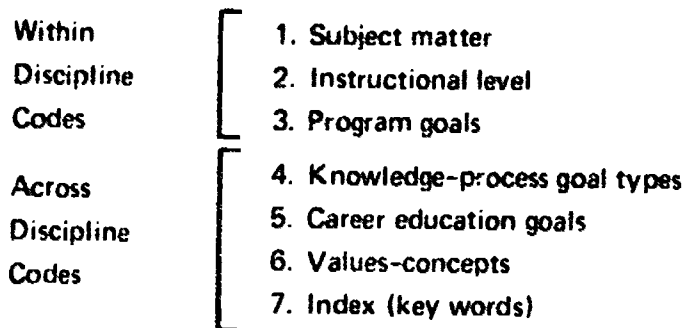 Within
Discipline
Codes
1. Subject matter
2. Instructional level
3. Program goals
Across
Discipline
Codes
4. Knowledge-process goal types
5. Career education goals
6. Values-concepts
7. Index (key words)